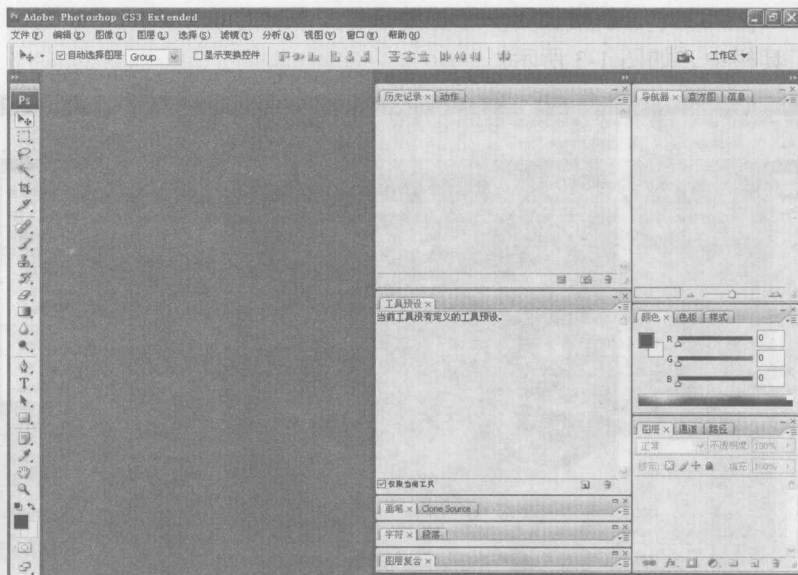 Ps Adobe Photoshop CS3 Extended
文件(F) 编辑(E) 图像(I) 图层(L) 选择(S) 滤镜(T) 分析(A) 视图(V) 窗口(W) 帮助(H)
自动选择图层 Group 显示变换控件 工作区
Ps
历史记录 × 动作
导航器 × 直方图 信息
工具预设 ×
当前工具没有定义的工具预设。
颜色 × 色板 样式
R 0
G 0
B 0
图层 × 通道 路径
正常 不透明度: 100%
锁定: 填充: 100%
仅限当前工具
画笔 × Clone Source
字符 × 段落
图层复合 ×